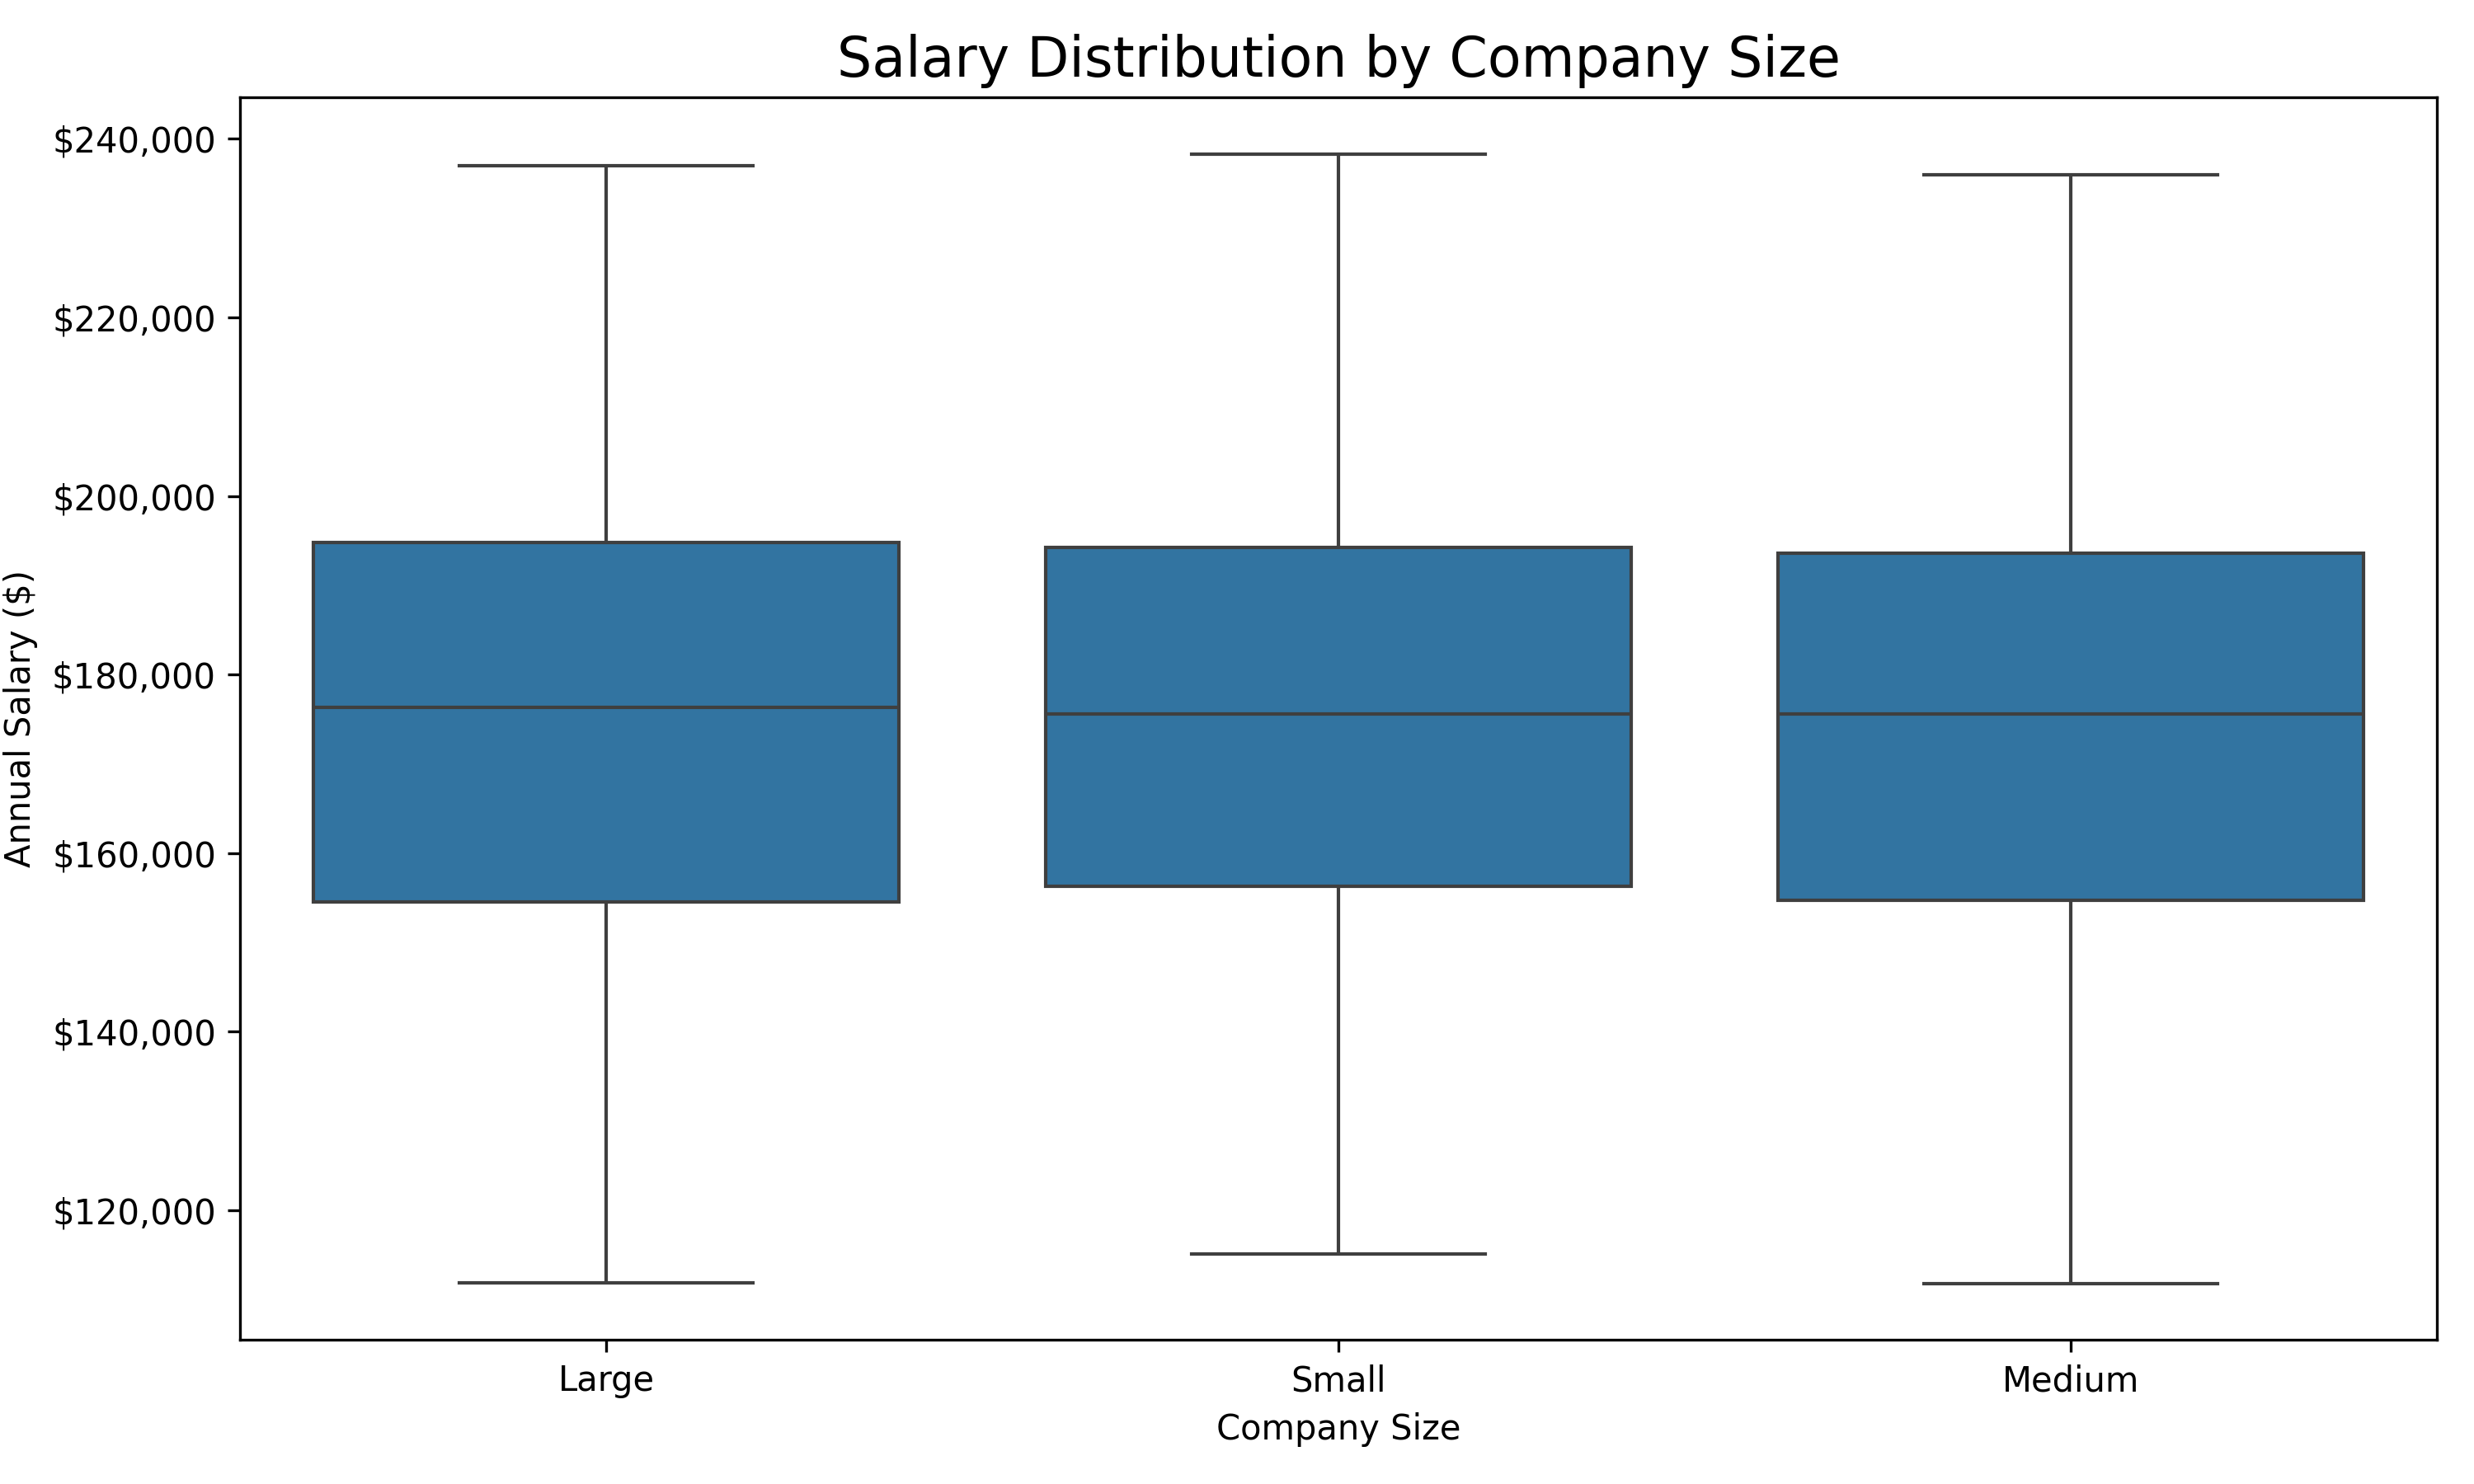 Salary Distribution by Company Size
Annual Salary ($)
$240,000
$220,000
$200,000
$180,000
$160,000
$140,000
$120,000
Large
Small
Medium
Company Size